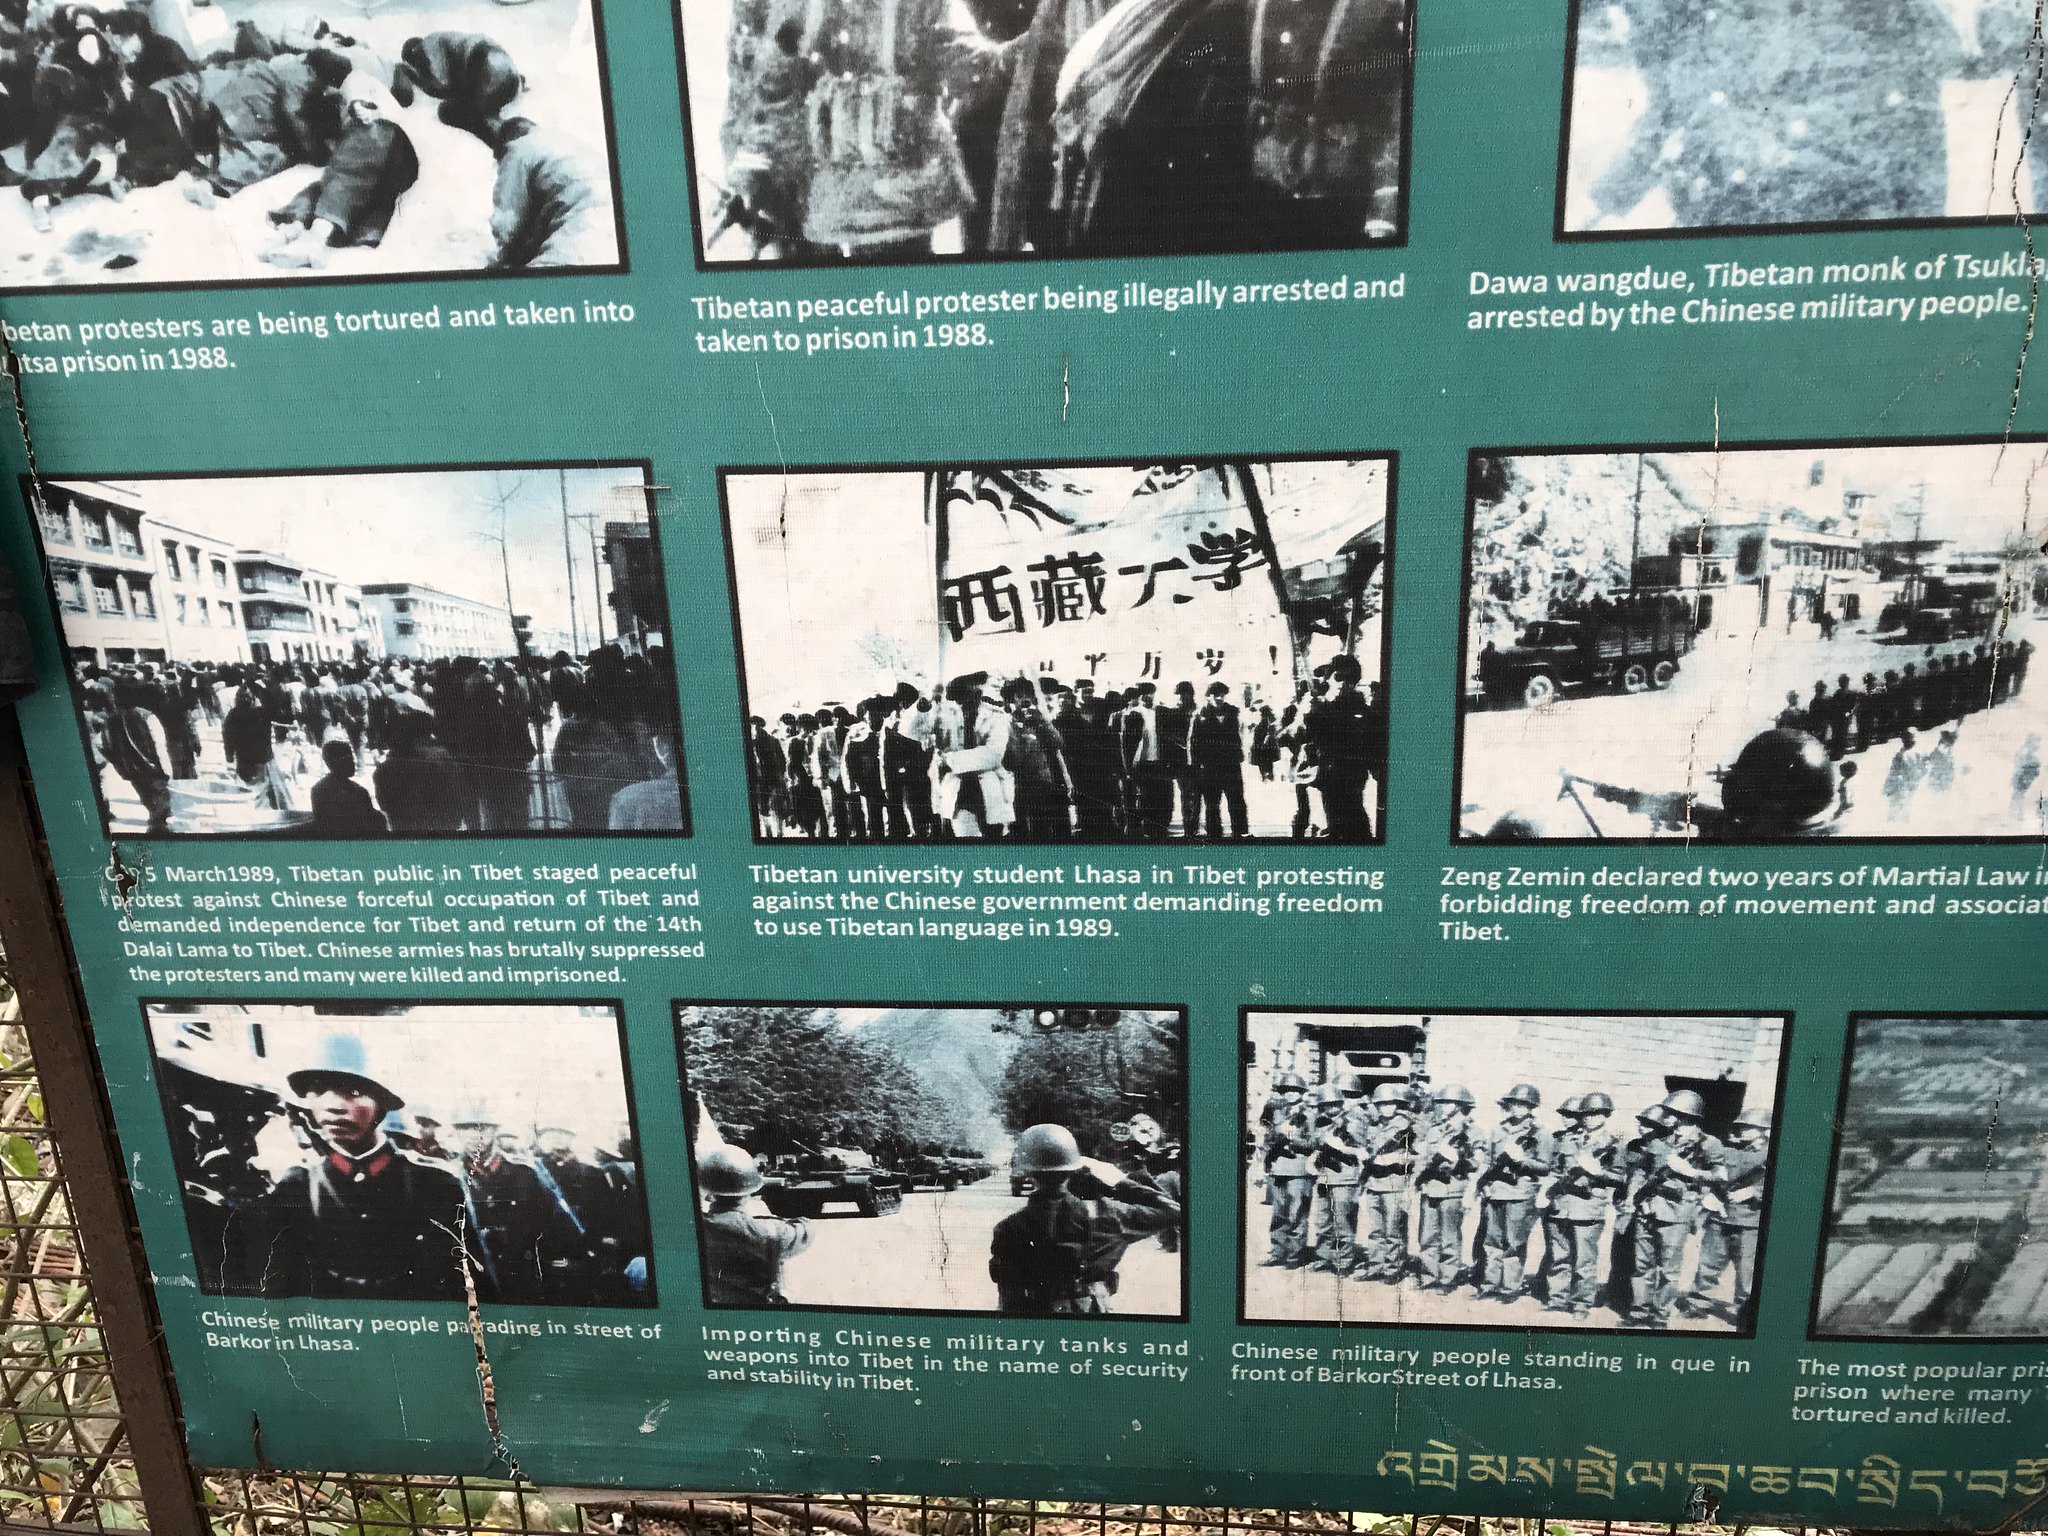 betan protesters are being tortured and taken into
tsa prison in 1988.
Tibetan peaceful protester being illegally arrested and
taken to prison in 1988.
Dawa wangdue, Tibetan monk of
arrested by the Chinese military people.
西藏大学
万岁!
5 March1989, Tibetan public in Tibet staged peaceful
protest against Chinese forceful occupation of Tibet and
demanded independence for Tibet and return of the 14th
Dalai Lama to Tibet. Chinese armies has brutally suppressed
the protesters and many were killed and imprisoned.
Tibetan university student Lhasa in Tibet protesting
against the Chinese government demanding freedom
to use Tibetan language in 1989.
Zeng Zemin declared two years of Martial Law
forbidding freedom of movement and
Tibet.
Chinese military people parading in street of
Barkor in Lhasa.
Importing Chinese military tanks and
weapons into Tibet in the name of security
and stability in Tibet.
Chinese military people standing in que in
front of BarkorStreet of Lhasa.
The most popular
prison where many
tortured and killed.
འགྲེམས་སྤེལ་བ་ཆབ་སྲིད་